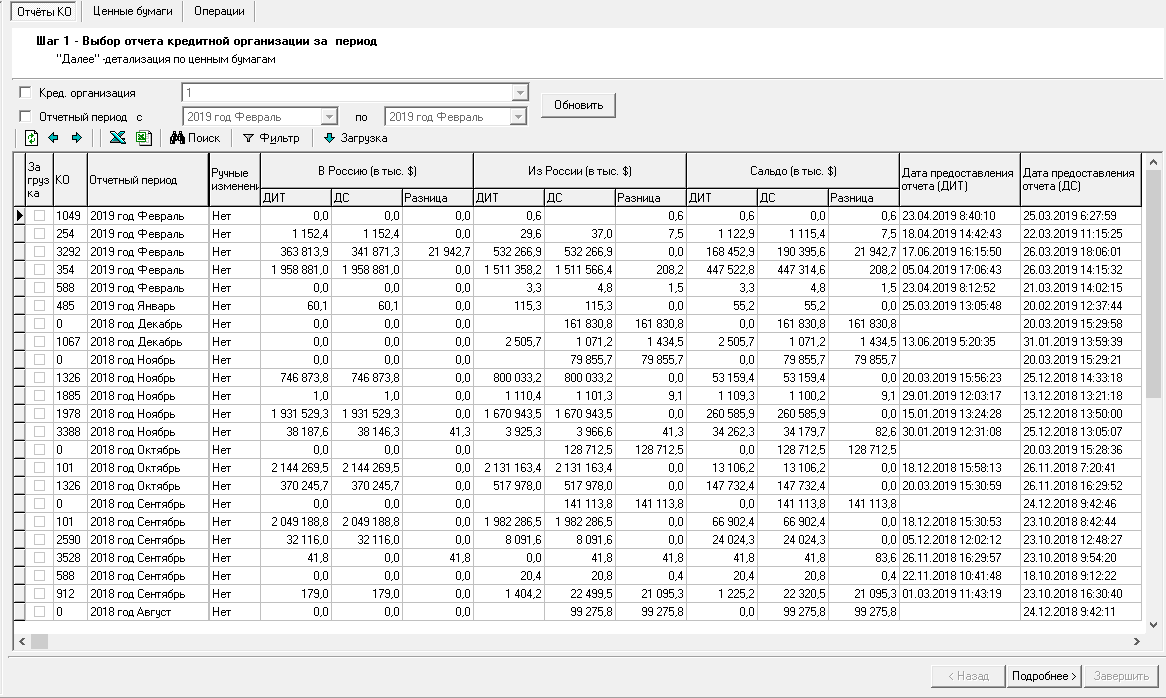 Отчёты КО Ценные бумаги Операции
Шаг 1 - Выбор отчета кредитной организации за период
"Далее" -детализация по ценным бумагам
Кред. организация 1
Обновить
Отчетный период с 2019 год Февраль по 2019 год Февраль
Поиск Фильтр Загрузка
За груз ка КО Отчетный период Ручные изменени В Россию (в тыс. $) Из России (в тыс. $) Сальдо (в тыс. $) Дата предоставления отчета (ДИТ) Дата предоставления отчета (ДС)
ДИТ ДС Разница ДИТ ДС Разница ДИТ ДС Разница
1049 2019 год Февраль Нет 0,0 0,0 0,0 0,6 0,6 0,6 0,0 0,6 23.04.2019 8:40:10 25.03.2019 6:27:59
254 2019 год Февраль Нет 1 152,4 1 152,4 0,0 29,6 37,0 7,5 1 122,9 1 115,4 7,5 18.04.2019 14:42:43 22.03.2019 11:15:25
3292 2019 год Февраль Нет 363 813,9 341 871,3 21 942,7 532 266,9 532 266,9 0,0 168 452,9 190 395,6 21 942,7 17.06.2019 16:15:50 26.03.2019 18:06:01
354 2019 год Февраль Нет 1 958 881,0 1 958 881,0 0,0 1 511 358,2 1 511 566,4 208,2 447 522,8 447 314,6 208,2 05.04.2019 17:06:43 26.03.2019 14:15:32
588 2019 год Февраль Нет 0,0 0,0 0,0 3,3 4,8 1,5 3,3 4,8 1,5 23.04.2019 8:12:52 21.03.2019 14:02:15
485 2019 год Январь Нет 60,1 60,1 0,0 115,3 115,3 0,0 55,2 55,2 0,0 25.03.2019 13:05:48 20.02.2019 12:37:44
0 2018 год Декабрь Нет 0,0 0,0 0,0 161 830,8 161 830,8 0,0 161 830,8 161 830,8 20.03.2019 15:29:58
1067 2018 год Декабрь Нет 0,0 0,0 0,0 2 505,7 1 071,2 1 434,5 2 505,7 1 071,2 1 434,5 13.06.2019 5:20:35 31.01.2019 13:59:39
0 2018 год Ноябрь Нет 0,0 0,0 0,0 79 855,7 79 855,7 0,0 79 855,7 79 855,7 20.03.2019 15:29:21
1326 2018 год Ноябрь Нет 746 873,8 746 873,8 0,0 800 033,2 800 033,2 0,0 53 159,4 53 159,4 0,0 20.03.2019 15:56:23 25.12.2018 14:33:18
1885 2018 год Ноябрь Нет 1,0 1,0 0,0 1 110,4 1 101,3 9,1 1 109,3 1 100,2 9,1 29.01.2019 12:03:17 13.12.2018 13:21:18
1978 2018 год Ноябрь Нет 1 931 529,3 1 931 529,3 0,0 1 670 943,5 1 670 943,5 0,0 260 585,9 260 585,9 0,0 15.01.2019 13:24:28 25.12.2018 13:50:00
3388 2018 год Ноябрь Нет 38 187,6 38 146,3 41,3 3 925,3 3 966,6 41,3 34 262,3 34 179,7 82,6 30.01.2019 12:31:08 25.12.2018 13:05:07
0 2018 год Октябрь Нет 0,0 0,0 0,0 128 712,5 128 712,5 0,0 128 712,5 128 712,5 20.03.2019 15:28:36
101 2018 год Октябрь Нет 2 144 269,5 2 144 269,5 0,0 2 131 163,4 2 131 163,4 0,0 13 106,2 13 106,2 0,0 18.12.2018 15:58:13 26.11.2018 7:20:41
1326 2018 год Октябрь Нет 370 245,7 370 245,7 0,0 517 978,0 517 978,0 0,0 147 732,4 147 732,4 0,0 20.03.2019 15:30:59 26.11.2018 16:29:52
0 2018 год Сентябрь Нет 0,0 0,0 0,0 141 113,8 141 113,8 0,0 141 113,8 141 113,8 24.12.2018 9:42:46
101 2018 год Сентябрь Нет 2 049 188,8 2 049 188,8 0,0 1 982 286,5 1 982 286,5 0,0 66 902,4 66 902,4 0,0 18.12.2018 15:30:53 23.10.2018 8:42:44
2590 2018 год Сентябрь Нет 32 116,0 32 116,0 0,0 8 091,6 8 091,6 0,0 24 024,3 24 024,3 0,0 05.12.2018 12:02:12 23.10.2018 12:48:27
3528 2018 год Сентябрь Нет 41,8 0,0 41,8 0,0 41,8 41,8 41,8 41,8 83,6 26.11.2018 16:29:57 23.10.2018 9:54:20
588 2018 год Сентябрь Нет 0,0 0,0 0,0 20,4 20,8 0,4 20,4 20,8 0,4 22.11.2018 10:41:48 18.10.2018 9:12:22
912 2018 год Сентябрь Нет 179,0 179,0 0,0 1 404,2 22 499,5 21 095,3 1 225,2 22 320,5 21 095,3 01.03.2019 11:43:19 23.10.2018 16:30:40
0 2018 год Август Нет 0,0 0,0 0,0 99 275,8 99 275,8 0,0 99 275,8 99 275,8 24.12.2018 9:42:11
< Назад Подробнее > Завершить